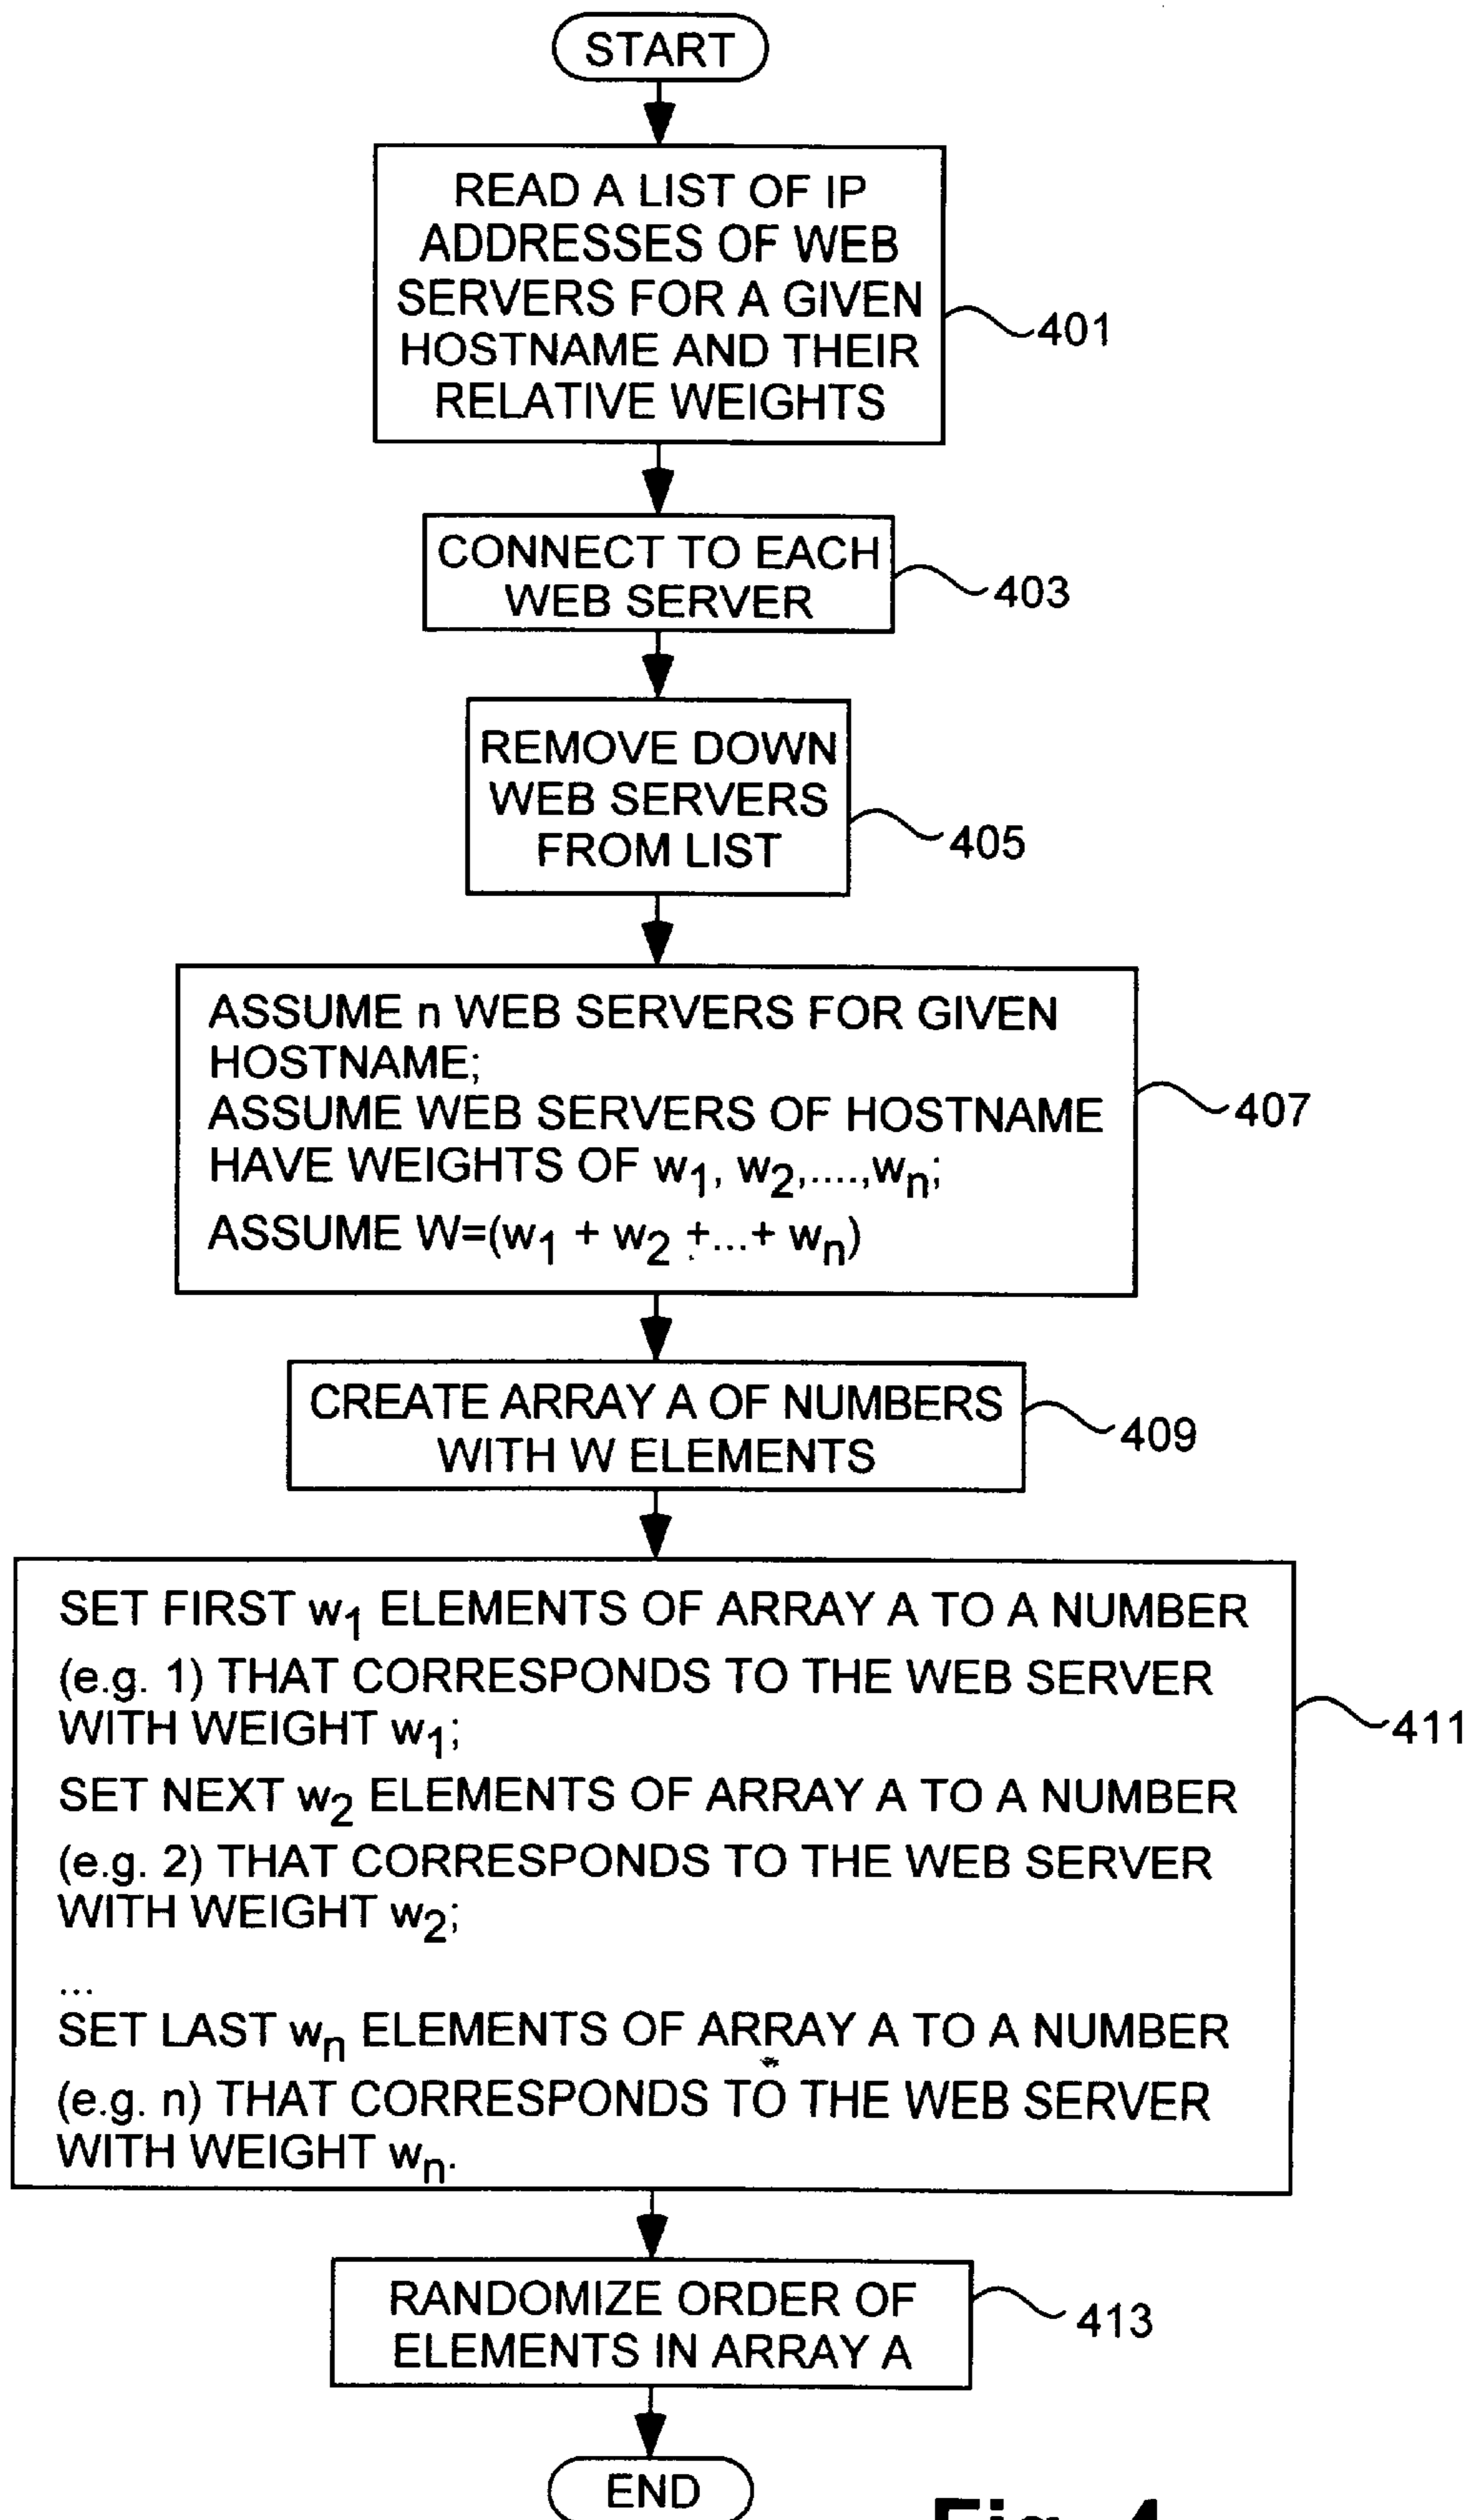 START
READ A LIST OF IP
ADDRESSES OF WEB
SERVERS FOR A GIVEN
HOSTNAME AND THEIR
RELATIVE WEIGHTS
401
CONNECT TO EACH
WEB SERVER
403
REMOVE DOWN
WEB SERVERS
FROM LIST
405
ASSUME n WEB SERVERS FOR GIVEN
HOSTNAME;
ASSUME WEB SERVERS OF HOSTNAME
HAVE WEIGHTS OF w1, w2,....,wn;
ASSUME W=(w1 + w2 +...+ wn)
407
CREATE ARRAY A OF NUMBERS
WITH W ELEMENTS
409
SET FIRST w1 ELEMENTS OF ARRAY A TO A NUMBER
(e.g. 1) THAT CORRESPONDS TO THE WEB SERVER
WITH WEIGHT w1;
SET NEXT w2 ELEMENTS OF ARRAY A TO A NUMBER
(e.g. 2) THAT CORRESPONDS TO THE WEB SERVER
WITH WEIGHT w2;
...
SET LAST wn ELEMENTS OF ARRAY A TO A NUMBER
(e.g. n) THAT CORRESPONDS TO THE WEB SERVER
WITH WEIGHT wn.
411
RANDOMIZE ORDER OF
ELEMENTS IN ARRAY A
413
END